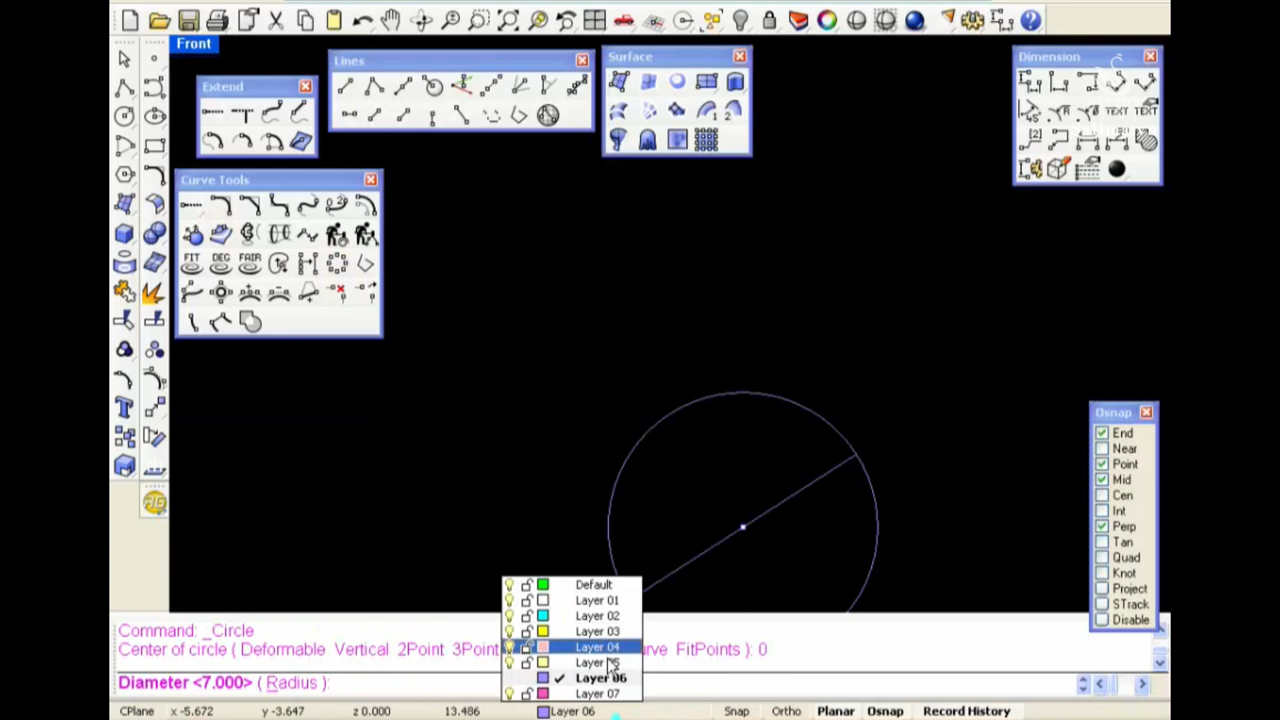 Front
Extend
Lines
Surface
Dimension
TEXT TEXT
Curve Tools
FIT DEG FAIR
Osnap
End
Near
Point
Mid
Cen
Int
Perp
Tan
Quad
Knot
Project
STrack
Disable
Default
Layer 01
Layer 02
Layer 03
Layer 04
Layer 06
Layer 07
Command: _Circle
Center of circle ( Deformable Vertical 2Point 3Point FitPoints ): 0
Diameter <7.000> ( Radius ):
CPlane x -5.672 y -3.647 z 0.000 13.486 Layer 06 Snap Ortho Planar Osnap Record History